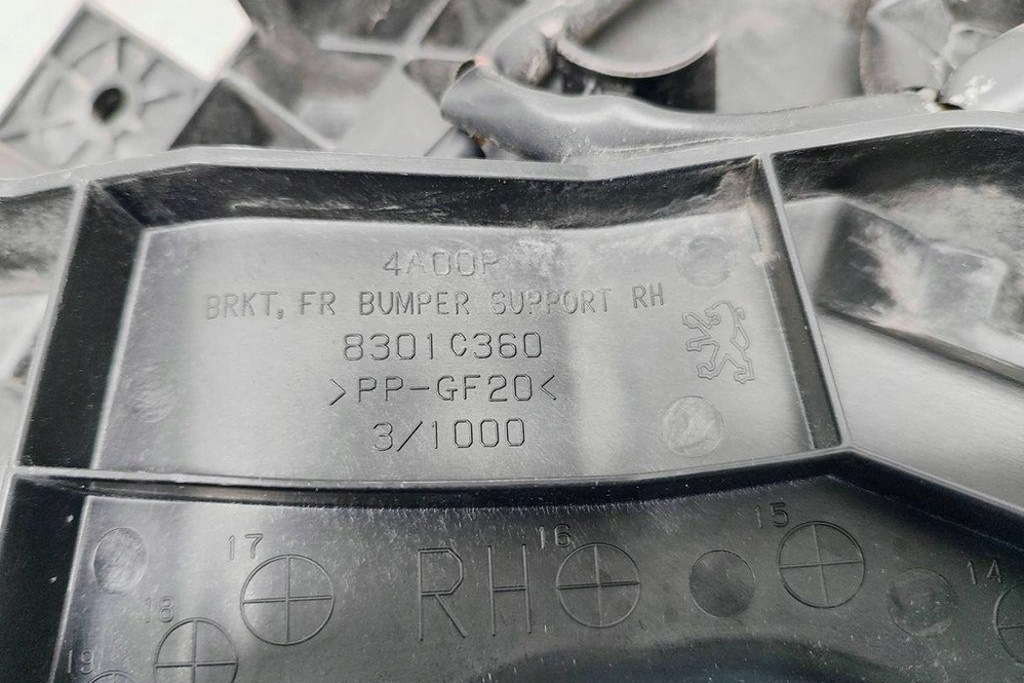 4A00P
BRKT, FR BUMPER SUPPORT RH
8301C360
>PP-GF20<
3/1000
17 RH 16 15 14
18
19